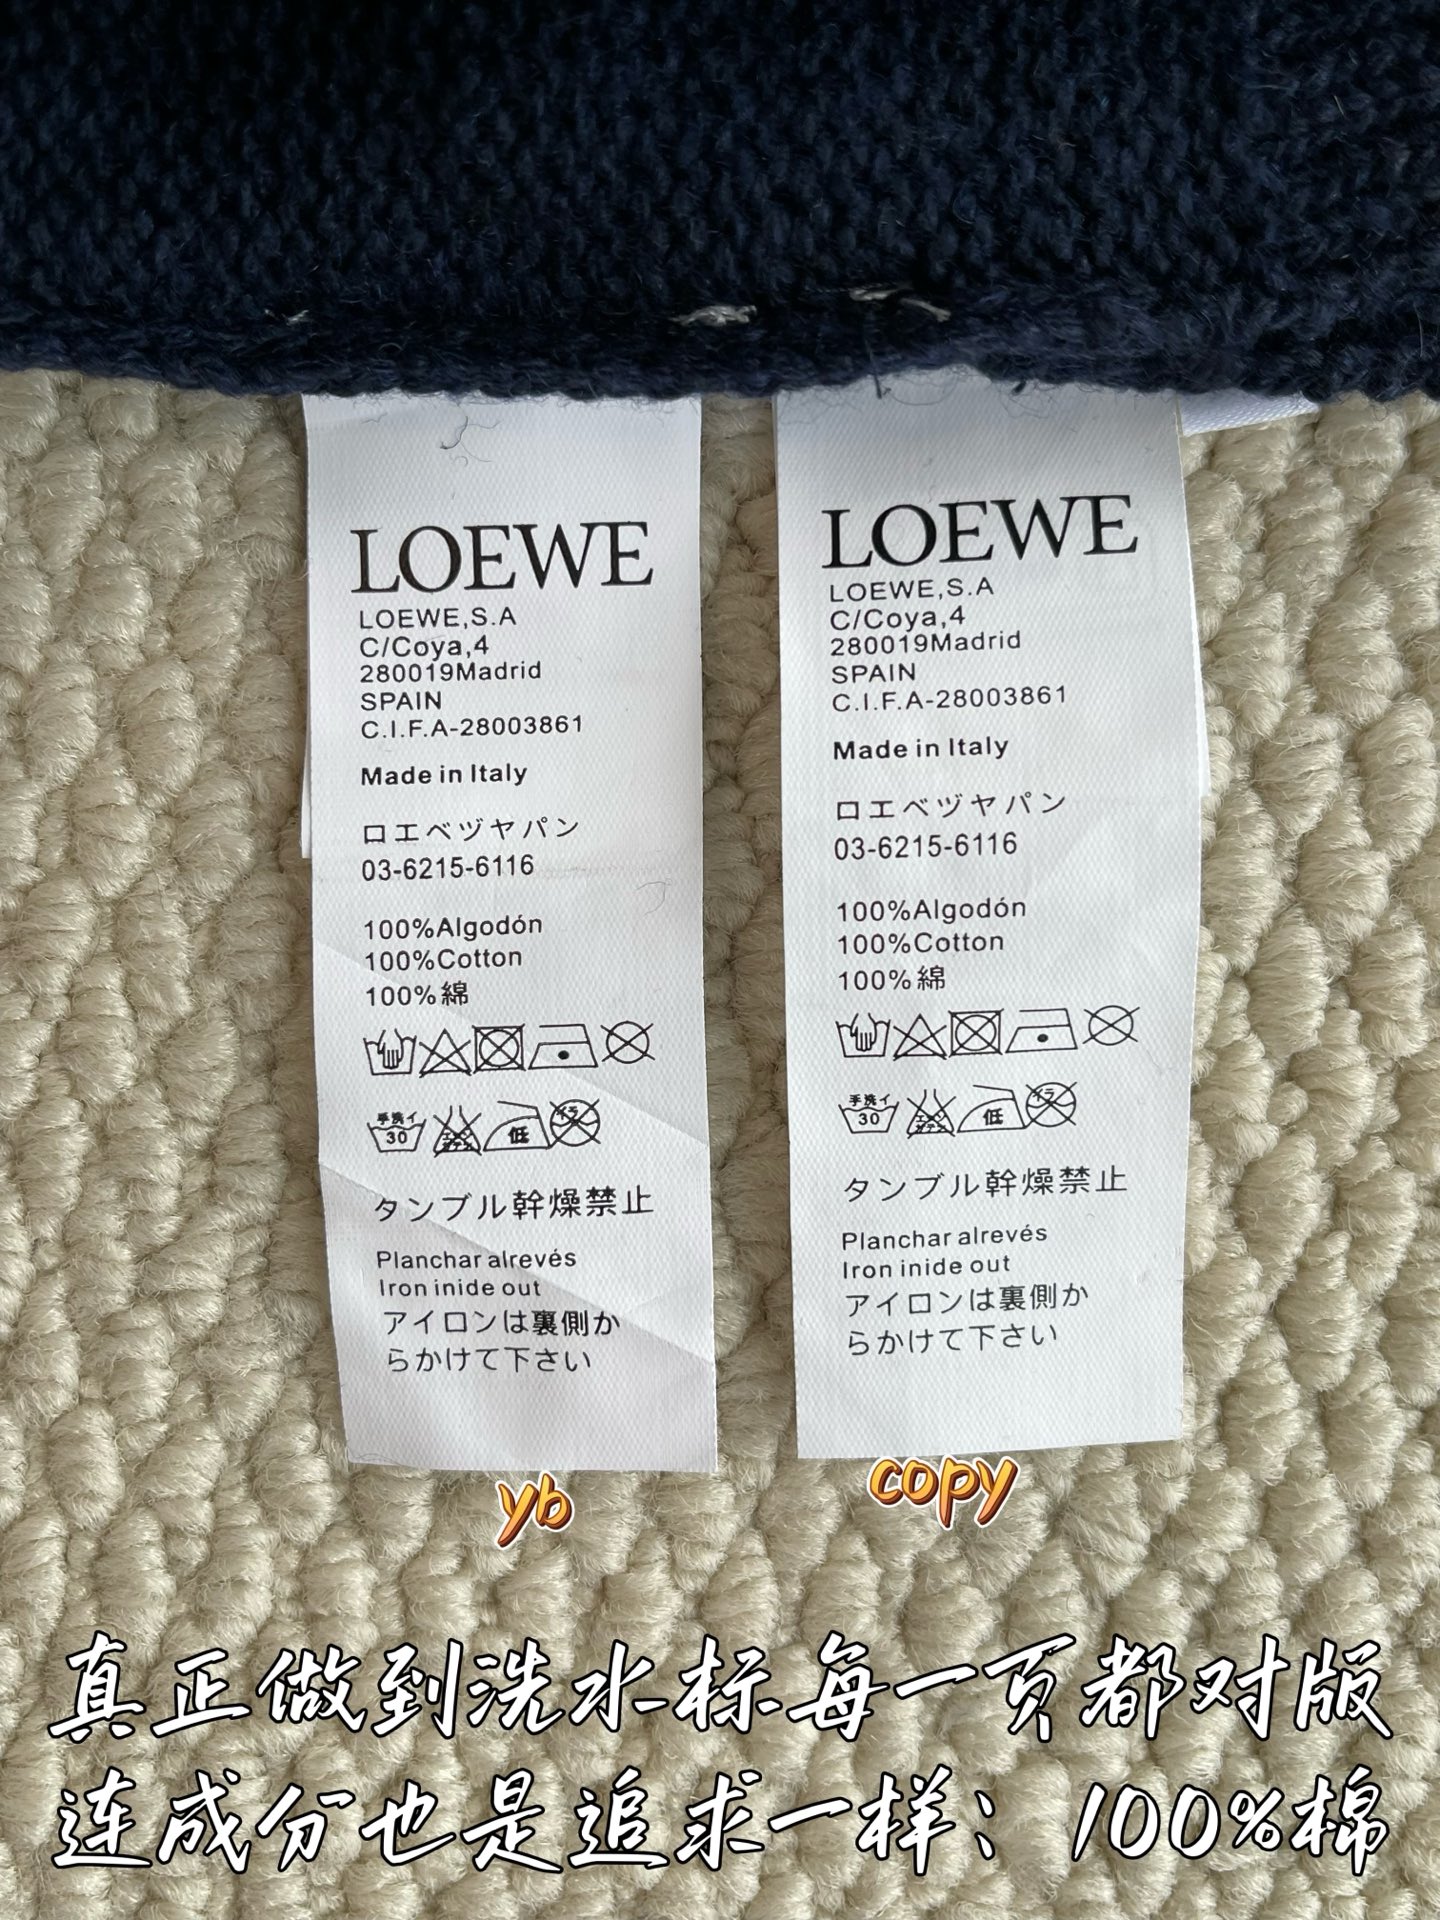 LOEWE
LOEWE,S.A
C/Coya,4
280019Madrid
SPAIN
C.I.F.A-28003861
Made in Italy
ロエベヅヤパン
03-6215-6116
100%Algodón
100%Cotton
100%綿
手洗イ
30
低
タンブル幹燥禁止
Planchar alrevés
Iron inide out
アイロンは裏側か
らかけて下さい
yb
LOEWE
LOEWE,S.A
C/Coya,4
280019Madrid
SPAIN
C.I.F.A-28003861
Made in Italy
ロエベヅヤパン
03-6215-6116
100%Algodón
100%Cotton
100%綿
手洗イ
30
低
タンブル幹燥禁止
Planchar alrevés
Iron inide out
アイロンは裏側か
らかけて下さい
copy
真正做到洗水标每一页都对版
连成分也是追求一样：100%棉